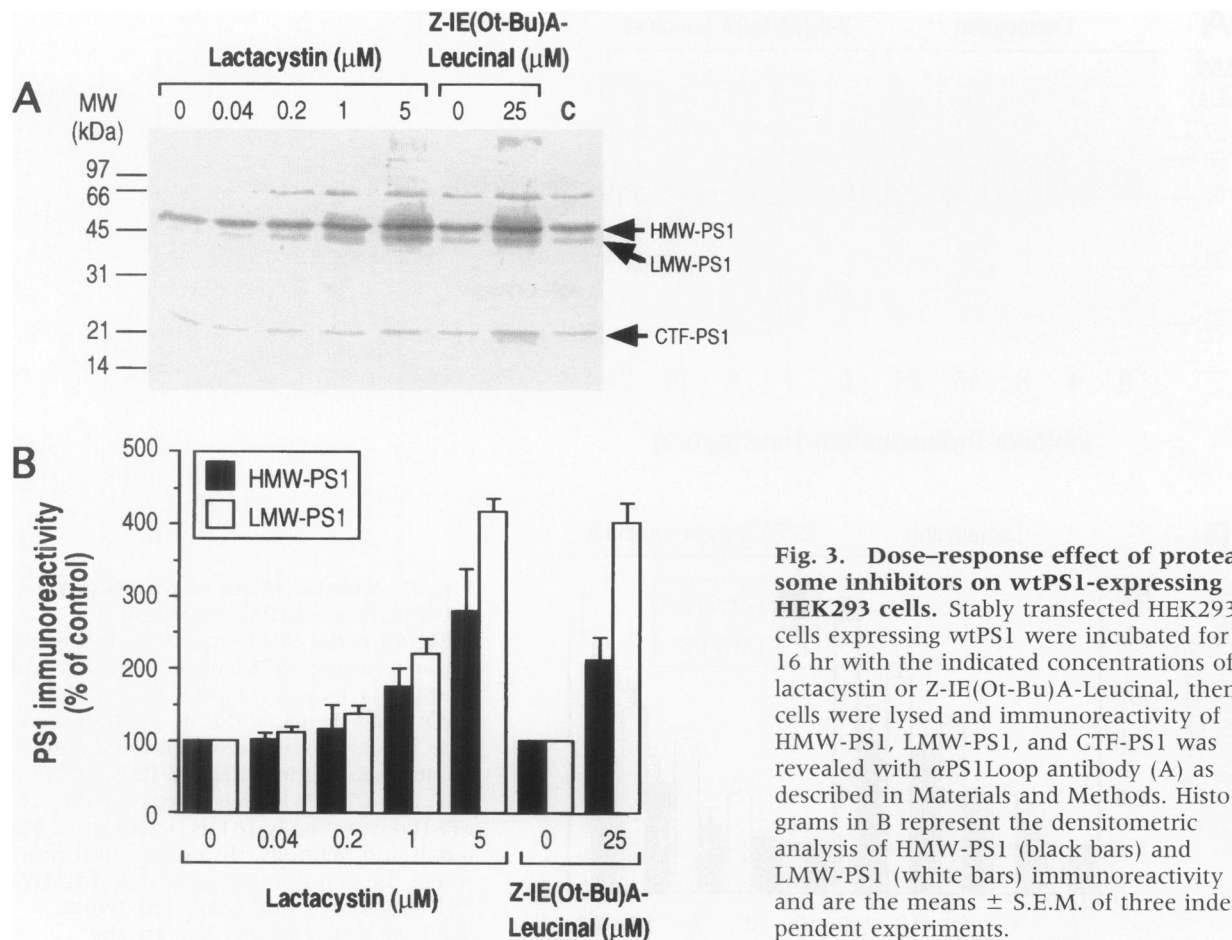 Z-IE(Ot-Bu)A-
Lactacystin (µM) Leucinal (µM)
A
MW
(kDa)
0 0.04 0.2 1 5 0 25 C
97
66
45
31
21
14
HMW-PS1
LMW-PS1
CTF-PS1
B
PS1 immunoreactivity
(% of control)
500
400
300
200
100
0
HMW-PS1
LMW-PS1
0.04 0.2 1 5 0 25
Lactacystin (µM)
Z-IE(Ot-Bu)A-
Leucinal (µM)
Fig. 3. Dose–response effect of protea
some inhibitors on wtPS1-expressing
HEK293 cells. Stably transfected HEK293
cells expressing wtPS1 were incubated for
16 hr with the indicated concentrations of
lactacystin or Z-IE(Ot-Bu)A-Leucinal, then
cells were lysed and immunoreactivity of
HMW-PS1, LMW-PS1, and CTF-PS1 was
revealed with αPS1Loop antibody (A) as
described in Materials and Methods. Histo
grams in B represent the densitometric
analysis of HMW-PS1 (black bars) and
LMW-PS1 (white bars) immunoreactivity
and are the means ± S.E.M. of three inde
pendent experiments.